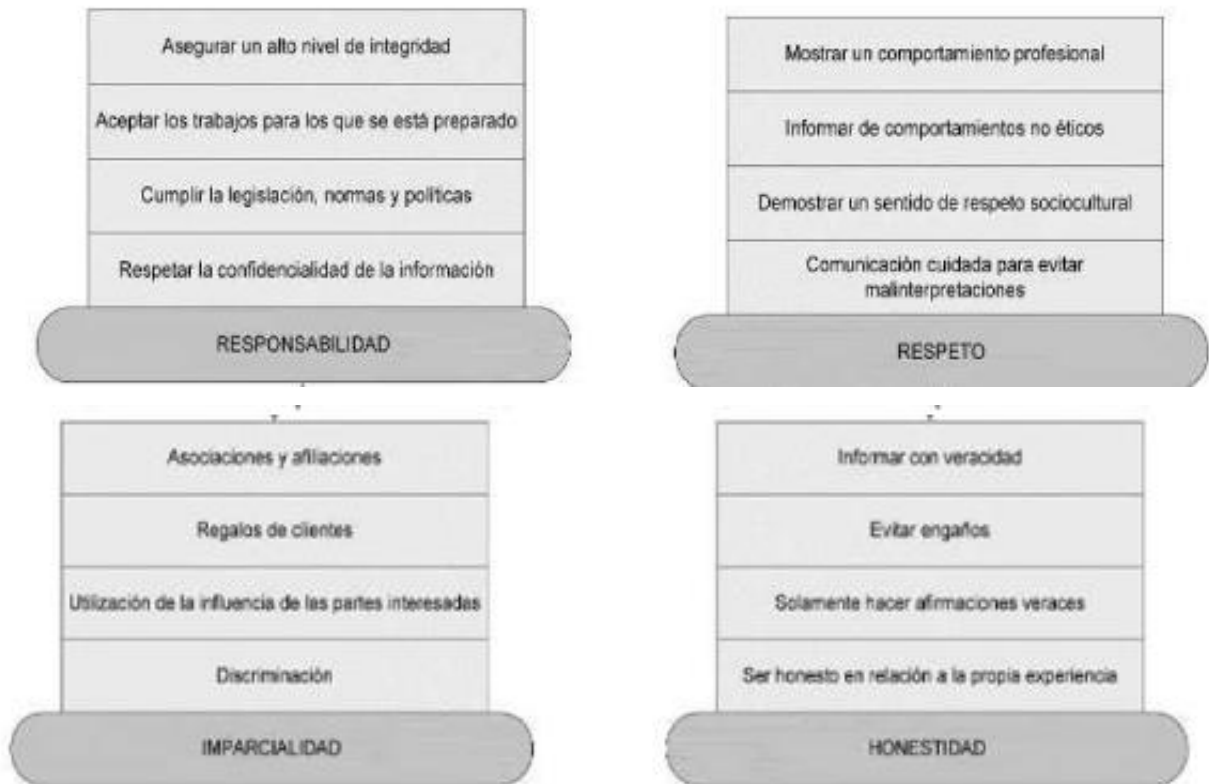 Asegurar un alto nivel de integridad
Aceptar los trabajos para los que se está preparado
Cumplir la legislación, normas y políticas
Respetar la confidencialidad de la información
RESPONSABILIDAD
Mostrar un comportamiento profesional
Informar de comportamientos no éticos
Demostrar un sentido de respeto sociocultural
Comunicación cuidada para evitar
malinterpretaciones
RESPETO
Asociaciones y afiliaciones
Regalos de clientes
Utilización de la influencia de las partes interesadas
Discriminación
IMPARCIALIDAD
Informar con veracidad
Evitar engaños
Solamente hacer afirmaciones veraces
Ser honesto en relación a la propia experiencia
HONESTIDAD